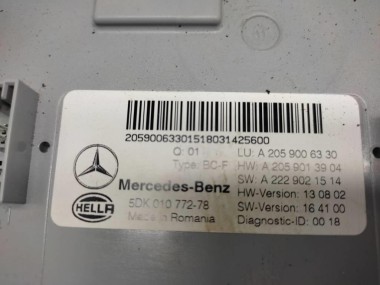 2059006330151803142560​0
Q: 01 LU: A 205 900 63 30
Type: BC-F HW: A 205 901 39 04
Mercedes-Benz SW: A 222 902 15 14
HELLA 5DK 010 772-78 HW-Version: 13 08 02
Made in Romania SW-Version: 16 41 00
Diagnostic-ID: 00 18